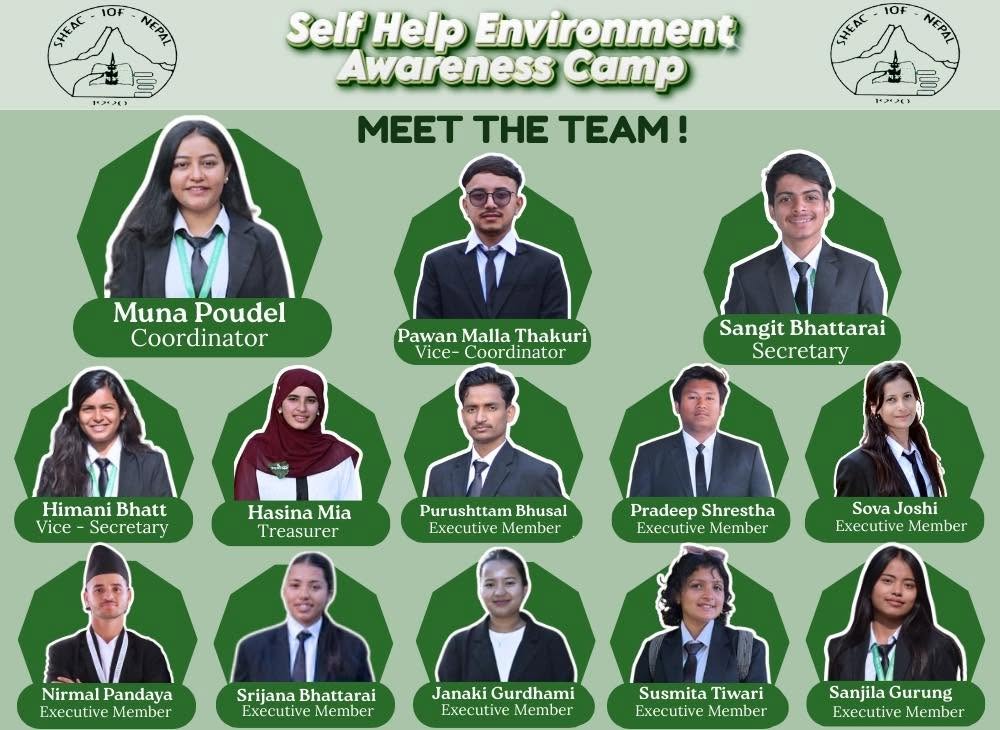 SHEAC - IOF - NEPAL
1990
Self Help Environment
Awareness Camp
SHEAC - IOF - NEPAL
1990
MEET THE TEAM !
Muna Poudel
Coordinator
Pawan Malla Thakuri
Vice- Coordinator
Sangit Bhattarai
Secretary
Himani Bhatt
Vice - Secretary
Hasina Mia
Treasurer
Purushttam Bhusal
Executive Member
Pradeep Shrestha
Executive Member
Sova Joshi
Executive Member
Nirmal Pandaya
Executive Member
Srijana Bhattarai
Executive Member
Janaki Gurdhami
Executive Member
Susmita Tiwari
Executive Member
Sanjila Gurung
Executive Member